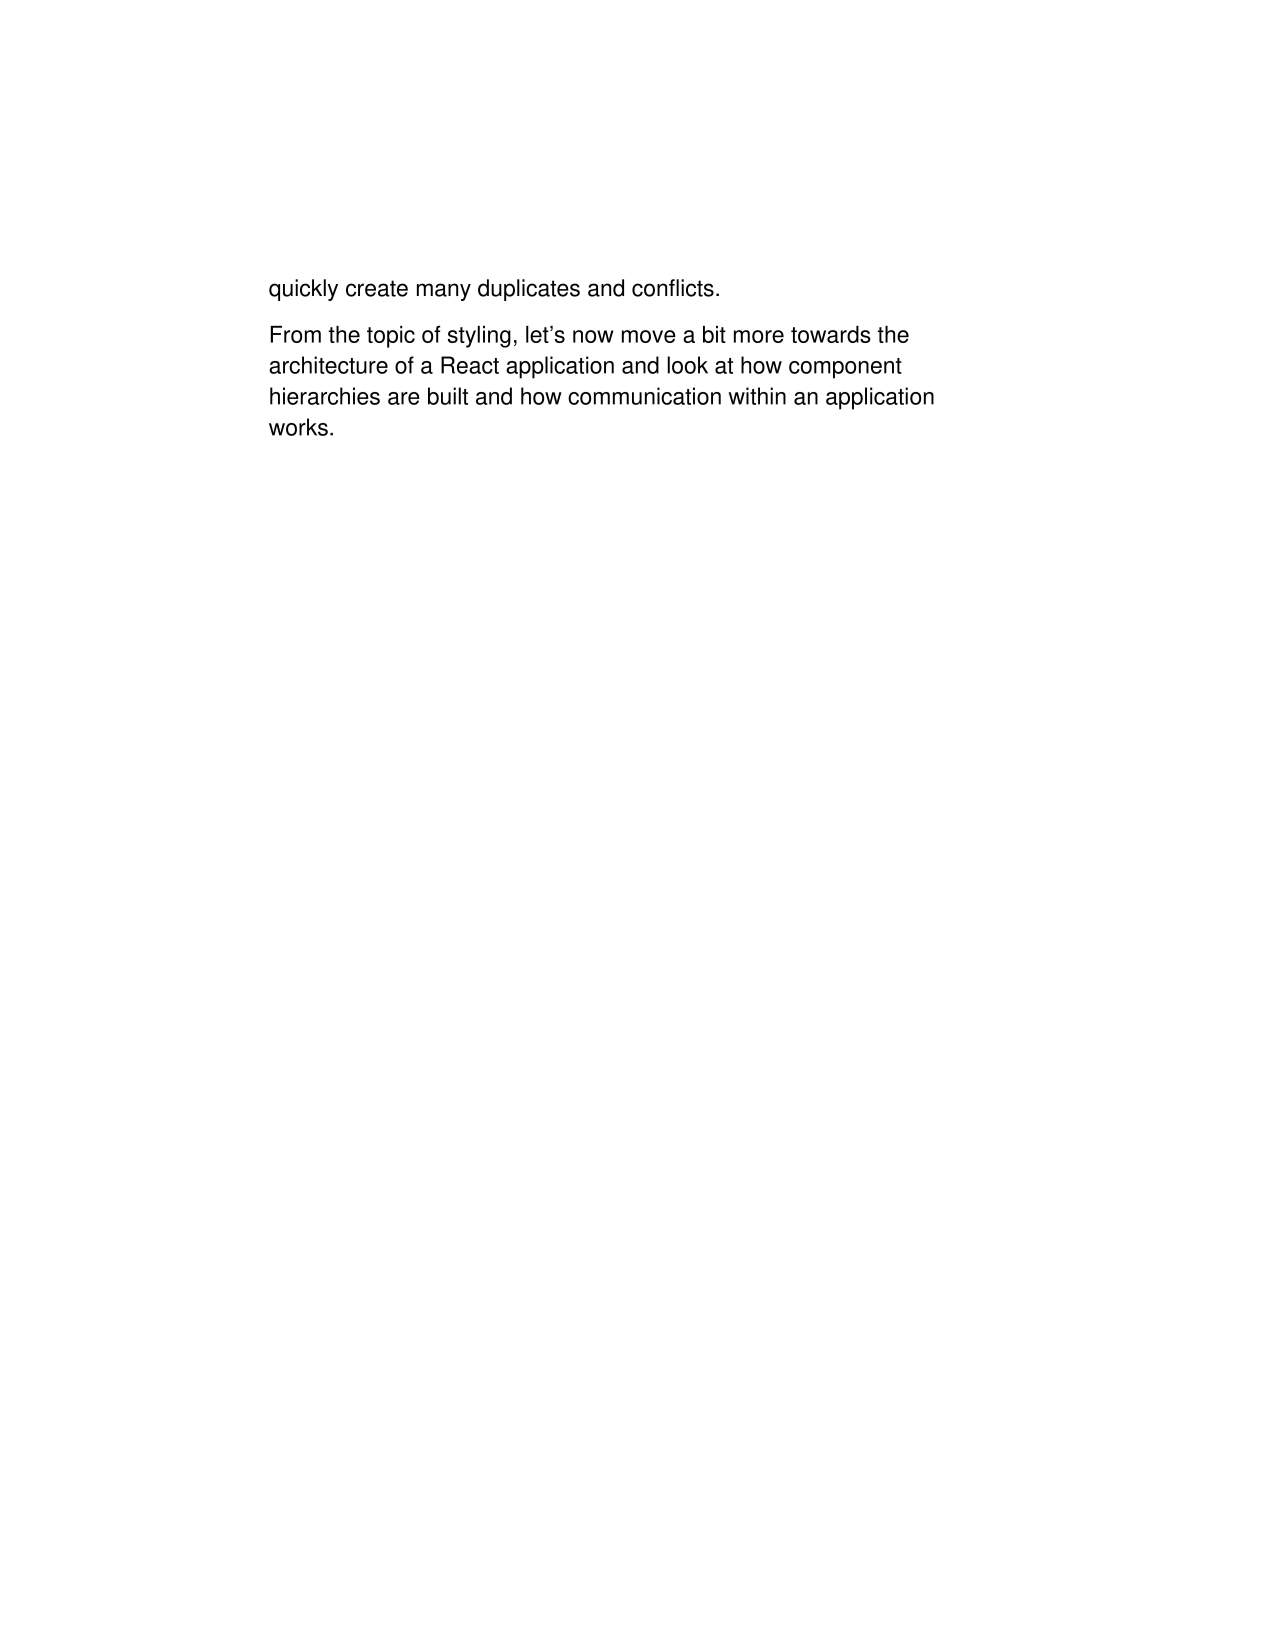 quickly create many duplicates and conflicts.
From the topic of styling, let’s now move a bit more towards the
architecture of a React application and look at how component
hierarchies are built and how communication within an application
works.